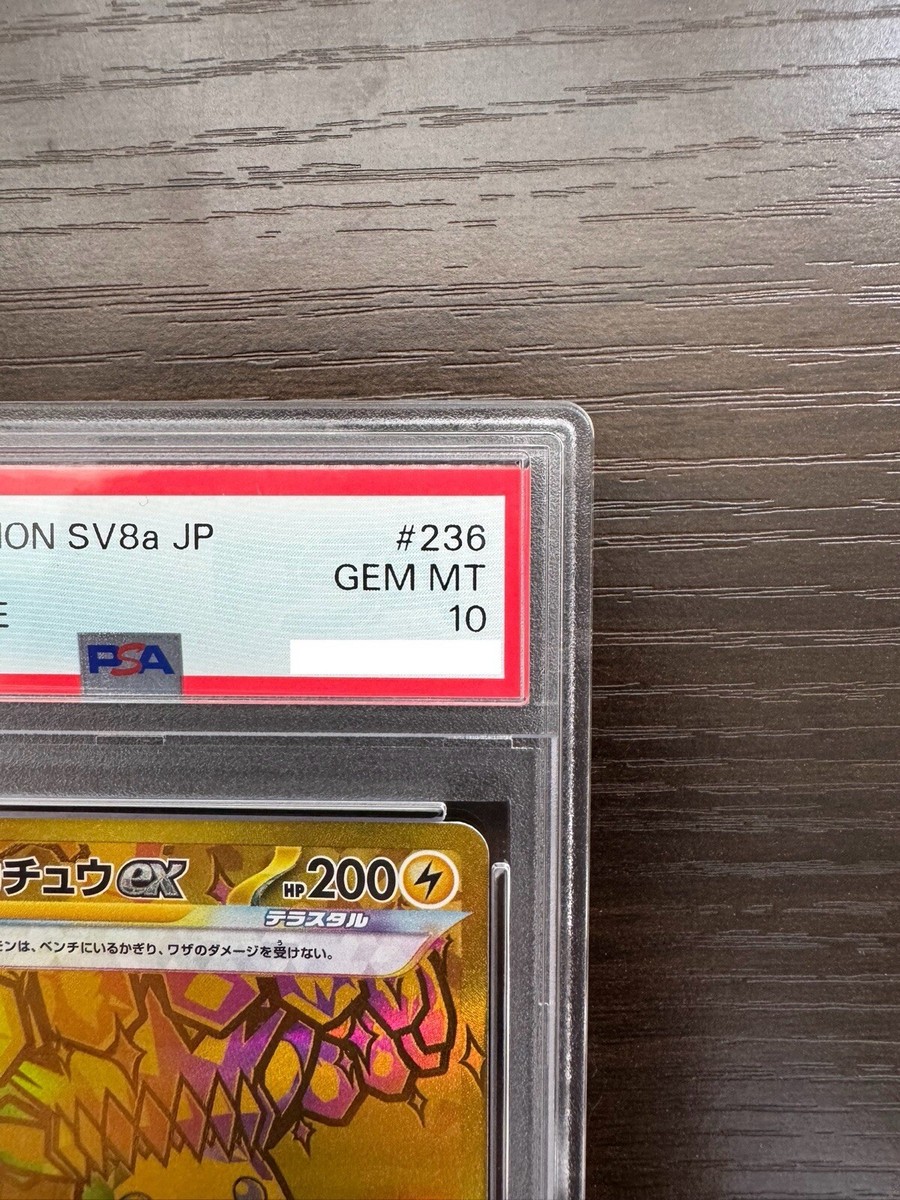 ION SV8a JP #236
GEM MT
E 10
PSA
チュウex HP 200
テラスタル
モンは、ベンチにいるかぎり、ワザのダメージを受けない。